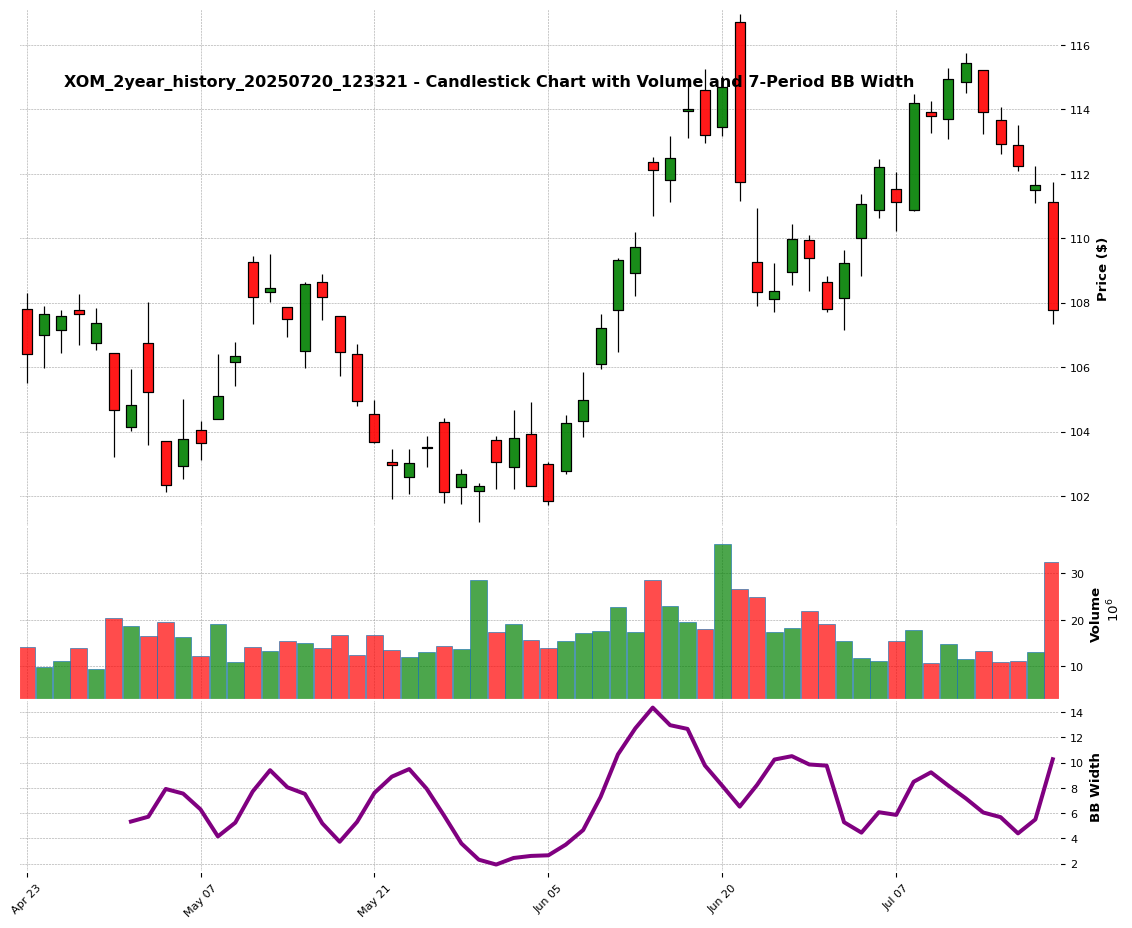 XOM_2year_history_20250720_123321 - Candlestick Chart with Volume and 7-Period BB Width
116
114
112
110
108
106
104
102
Price ($)
30
20
10
Volume
10^6
14
12
10
8
6
4
2
BB Width
Apr 23
May 07
May 21
Jun 05
Jun 20
Jul 07